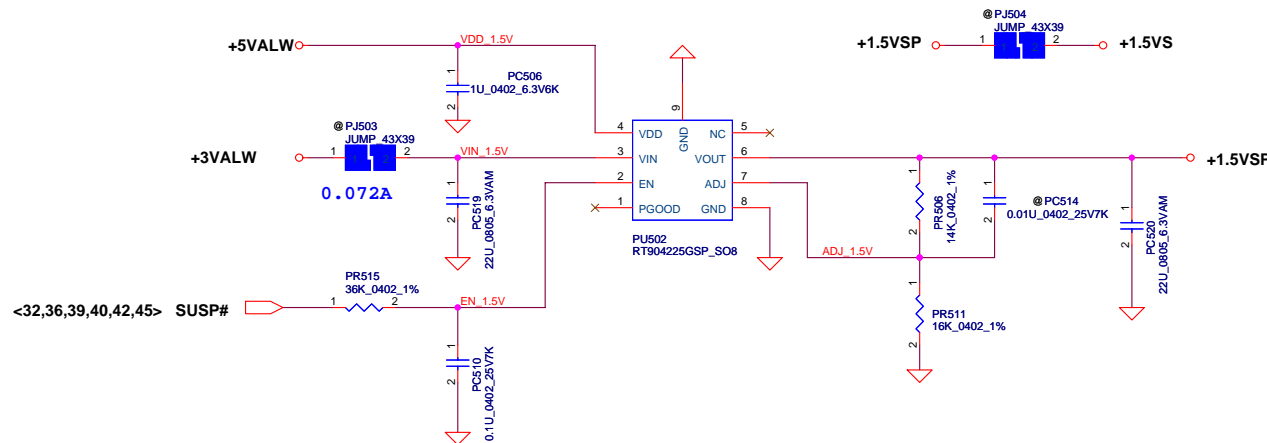 @ PJ504
JUMP_43X39
+1.5VSP 1 2 +1.5VS
+5VALW VDD_1.5V
1
2
PC506
1U_0402_6.3V6K
@ PJ503
JUMP_43X39
+3VALW 1 1 2 2 VIN_1.5V
0.072A
1
2
PC519
22U_0805_6.3VAM
9
GND
4 VDD NC 5
3 VIN VOUT 6
2 EN ADJ 7
1 PGOOD GND 8
PU502
RT904225GSP_SO8
+1.5VSP
1
2
PR506
14K_0402_1%
1
2
@ PC514
0.01U_0402_25V7K
1
2
PC520
22U_0805_6.3VAM
ADJ_1.5V
1
2
PR511
16K_0402_1%
PR515
36K_0402_1%
<32,36,39,40,42,45> SUSP# 1 2 EN_1.5V
1
2
PC510
0.1U_0402_25V7K